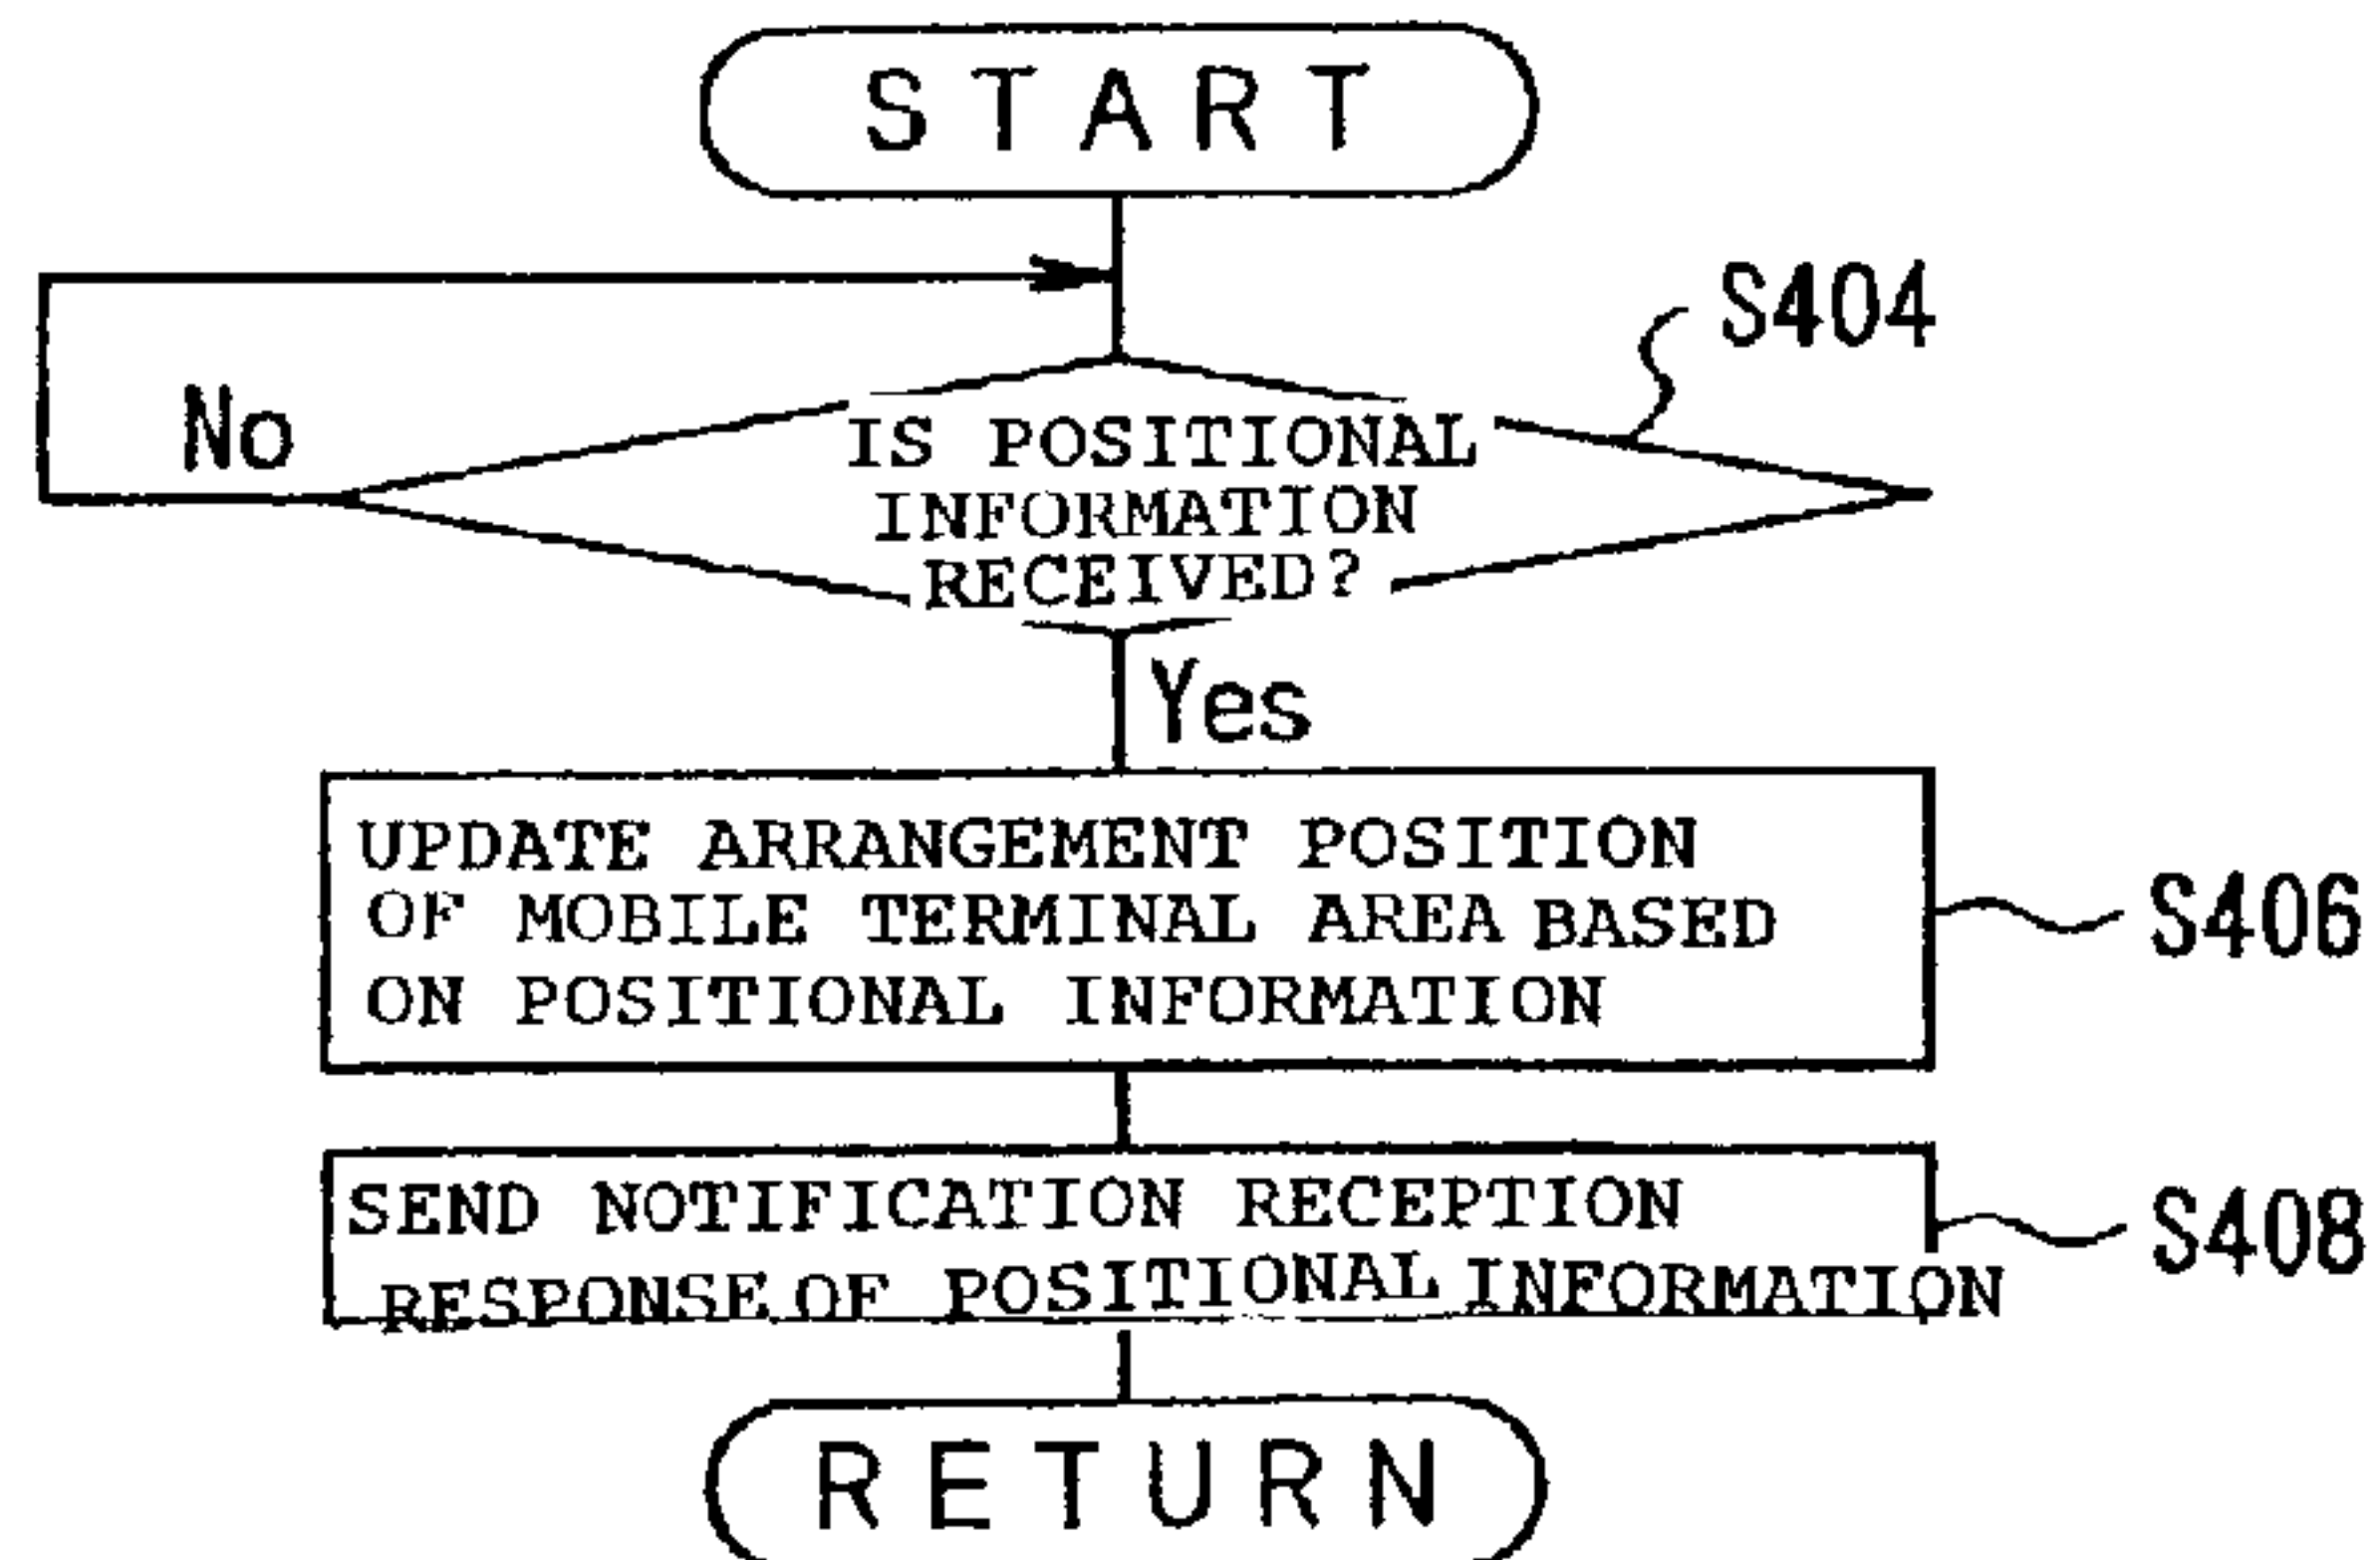 START
S404
No
IS POSITIONAL
INFORMATION
RECEIVED?
Yes
UPDATE ARRANGEMENT POSITION
OF MOBILE TERMINAL AREA BASED
ON POSITIONAL INFORMATION
S406
SEND NOTIFICATION RECEPTION
RESPONSE OF POSITIONAL INFORMATION
S408
RETURN